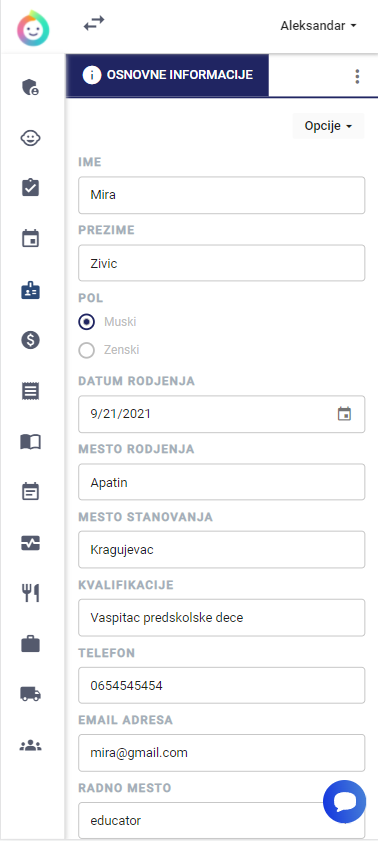 Aleksandar
OSNOVNE INFORMACIJE
Opcije
IME
Mira
PREZIME
Zivic
POL
Muski
Zenski
DATUM RODJENJA
9/21/2021
MESTO RODJENJA
Apatin
MESTO STANOVANJA
Kragujevac
KVALIFIKACIJE
Vaspitac predskolske dece
TELEFON
0654545454
EMAIL ADRESA
mira@gmail.com
RADNO MESTO
educator